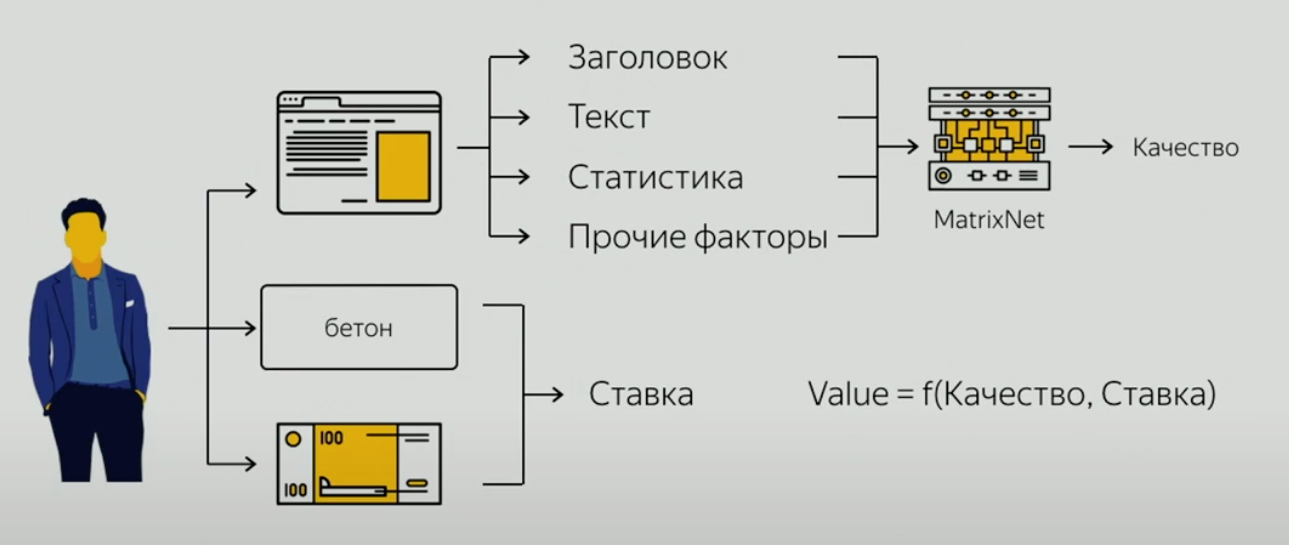 Заголовок
Текст
Статистика
Прочие факторы
MatrixNet
Качество
бетон
100
100
Ставка
Value = f(Качество, Ставка)